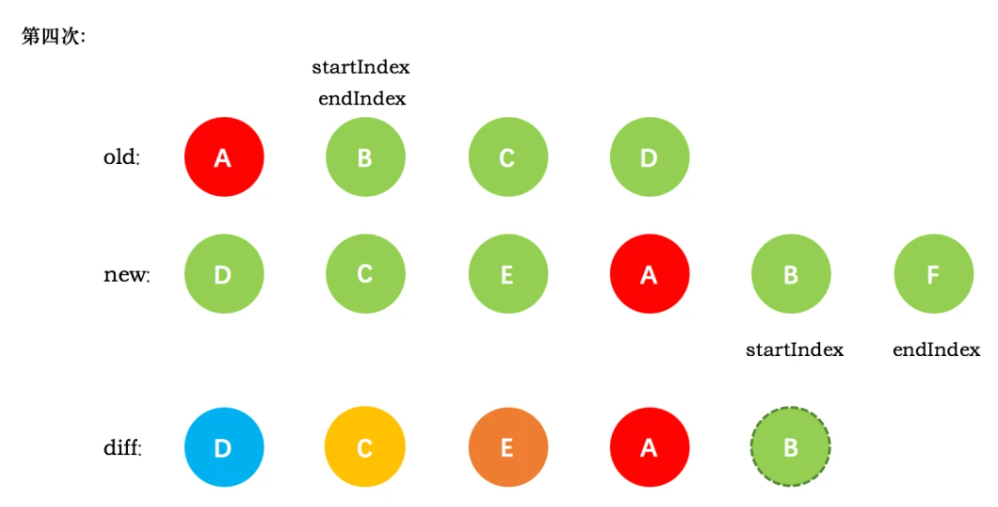 第四次:
startIndex
endIndex
old: A B C D
new: D C E A B F
startIndex endIndex
diff: D C E A B